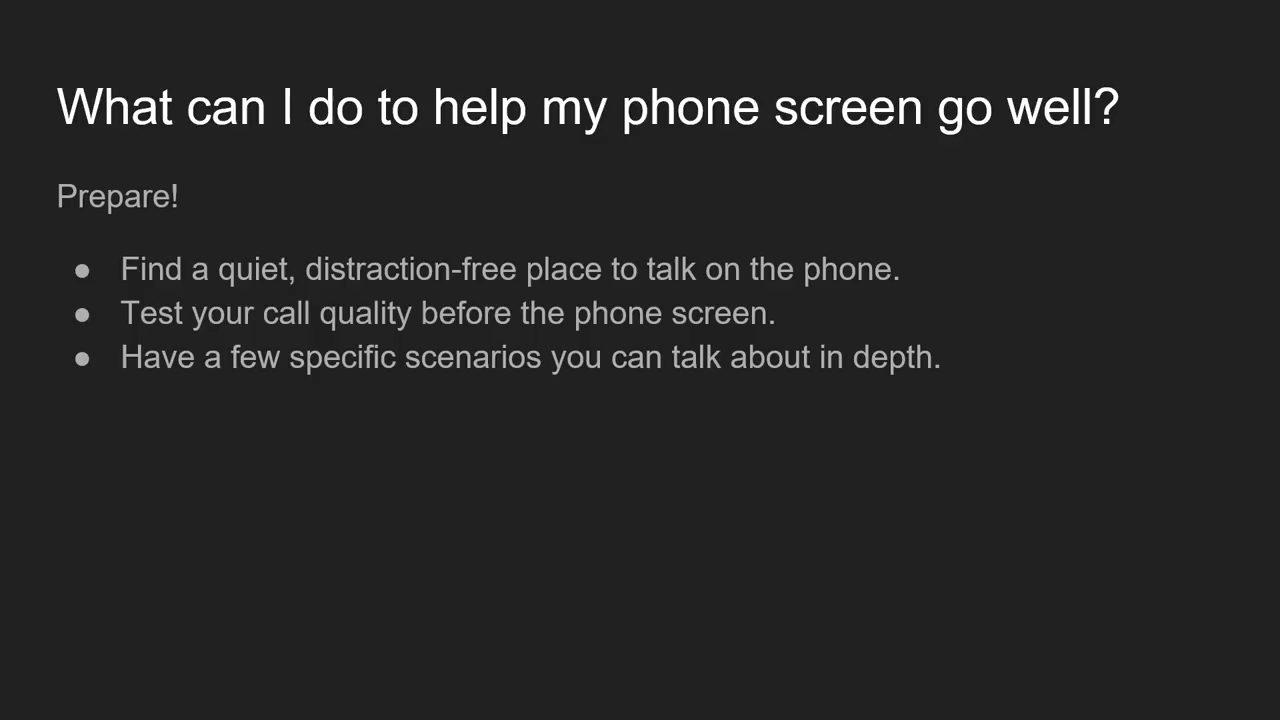 What can I do to help my phone screen go well?
Prepare!
● Find a quiet, distraction-free place to talk on the phone.
● Test your call quality before the phone screen.
● Have a few specific scenarios you can talk about in depth.